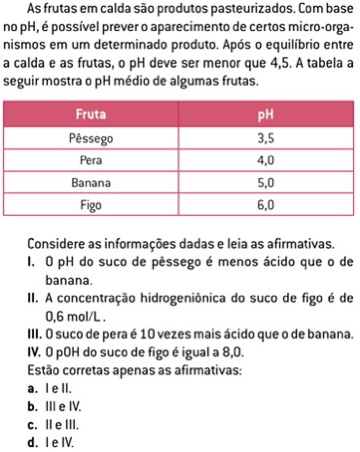 As frutas em calda são produtos pasteurizados. Com base
no pH, é possível prever o aparecimento de certos micro-orga-
nismos em um determinado produto. Após o equilíbrio entre
a calda e as frutas, o pH deve ser menor que 4,5. A tabela a
seguir mostra o pH médio de algumas frutas.
Fruta pH
Pêssego 3,5
Pera 4,0
Banana 5,0
Figo 6,0
Considere as informações dadas e leia as afirmativas.
I. O pH do suco de pêssego é menos ácido que o de
banana.
II. A concentração hidrogeniônica do suco de figo é de
0,6 mol/L .
III. O suco de pera é 10 vezes mais ácido que o de banana.
IV. O pOH do suco de figo é igual a 8,0.
Estão corretas apenas as afirmativas:
a. I e II.
b. III e IV.
c. II e III.
d. I e IV.